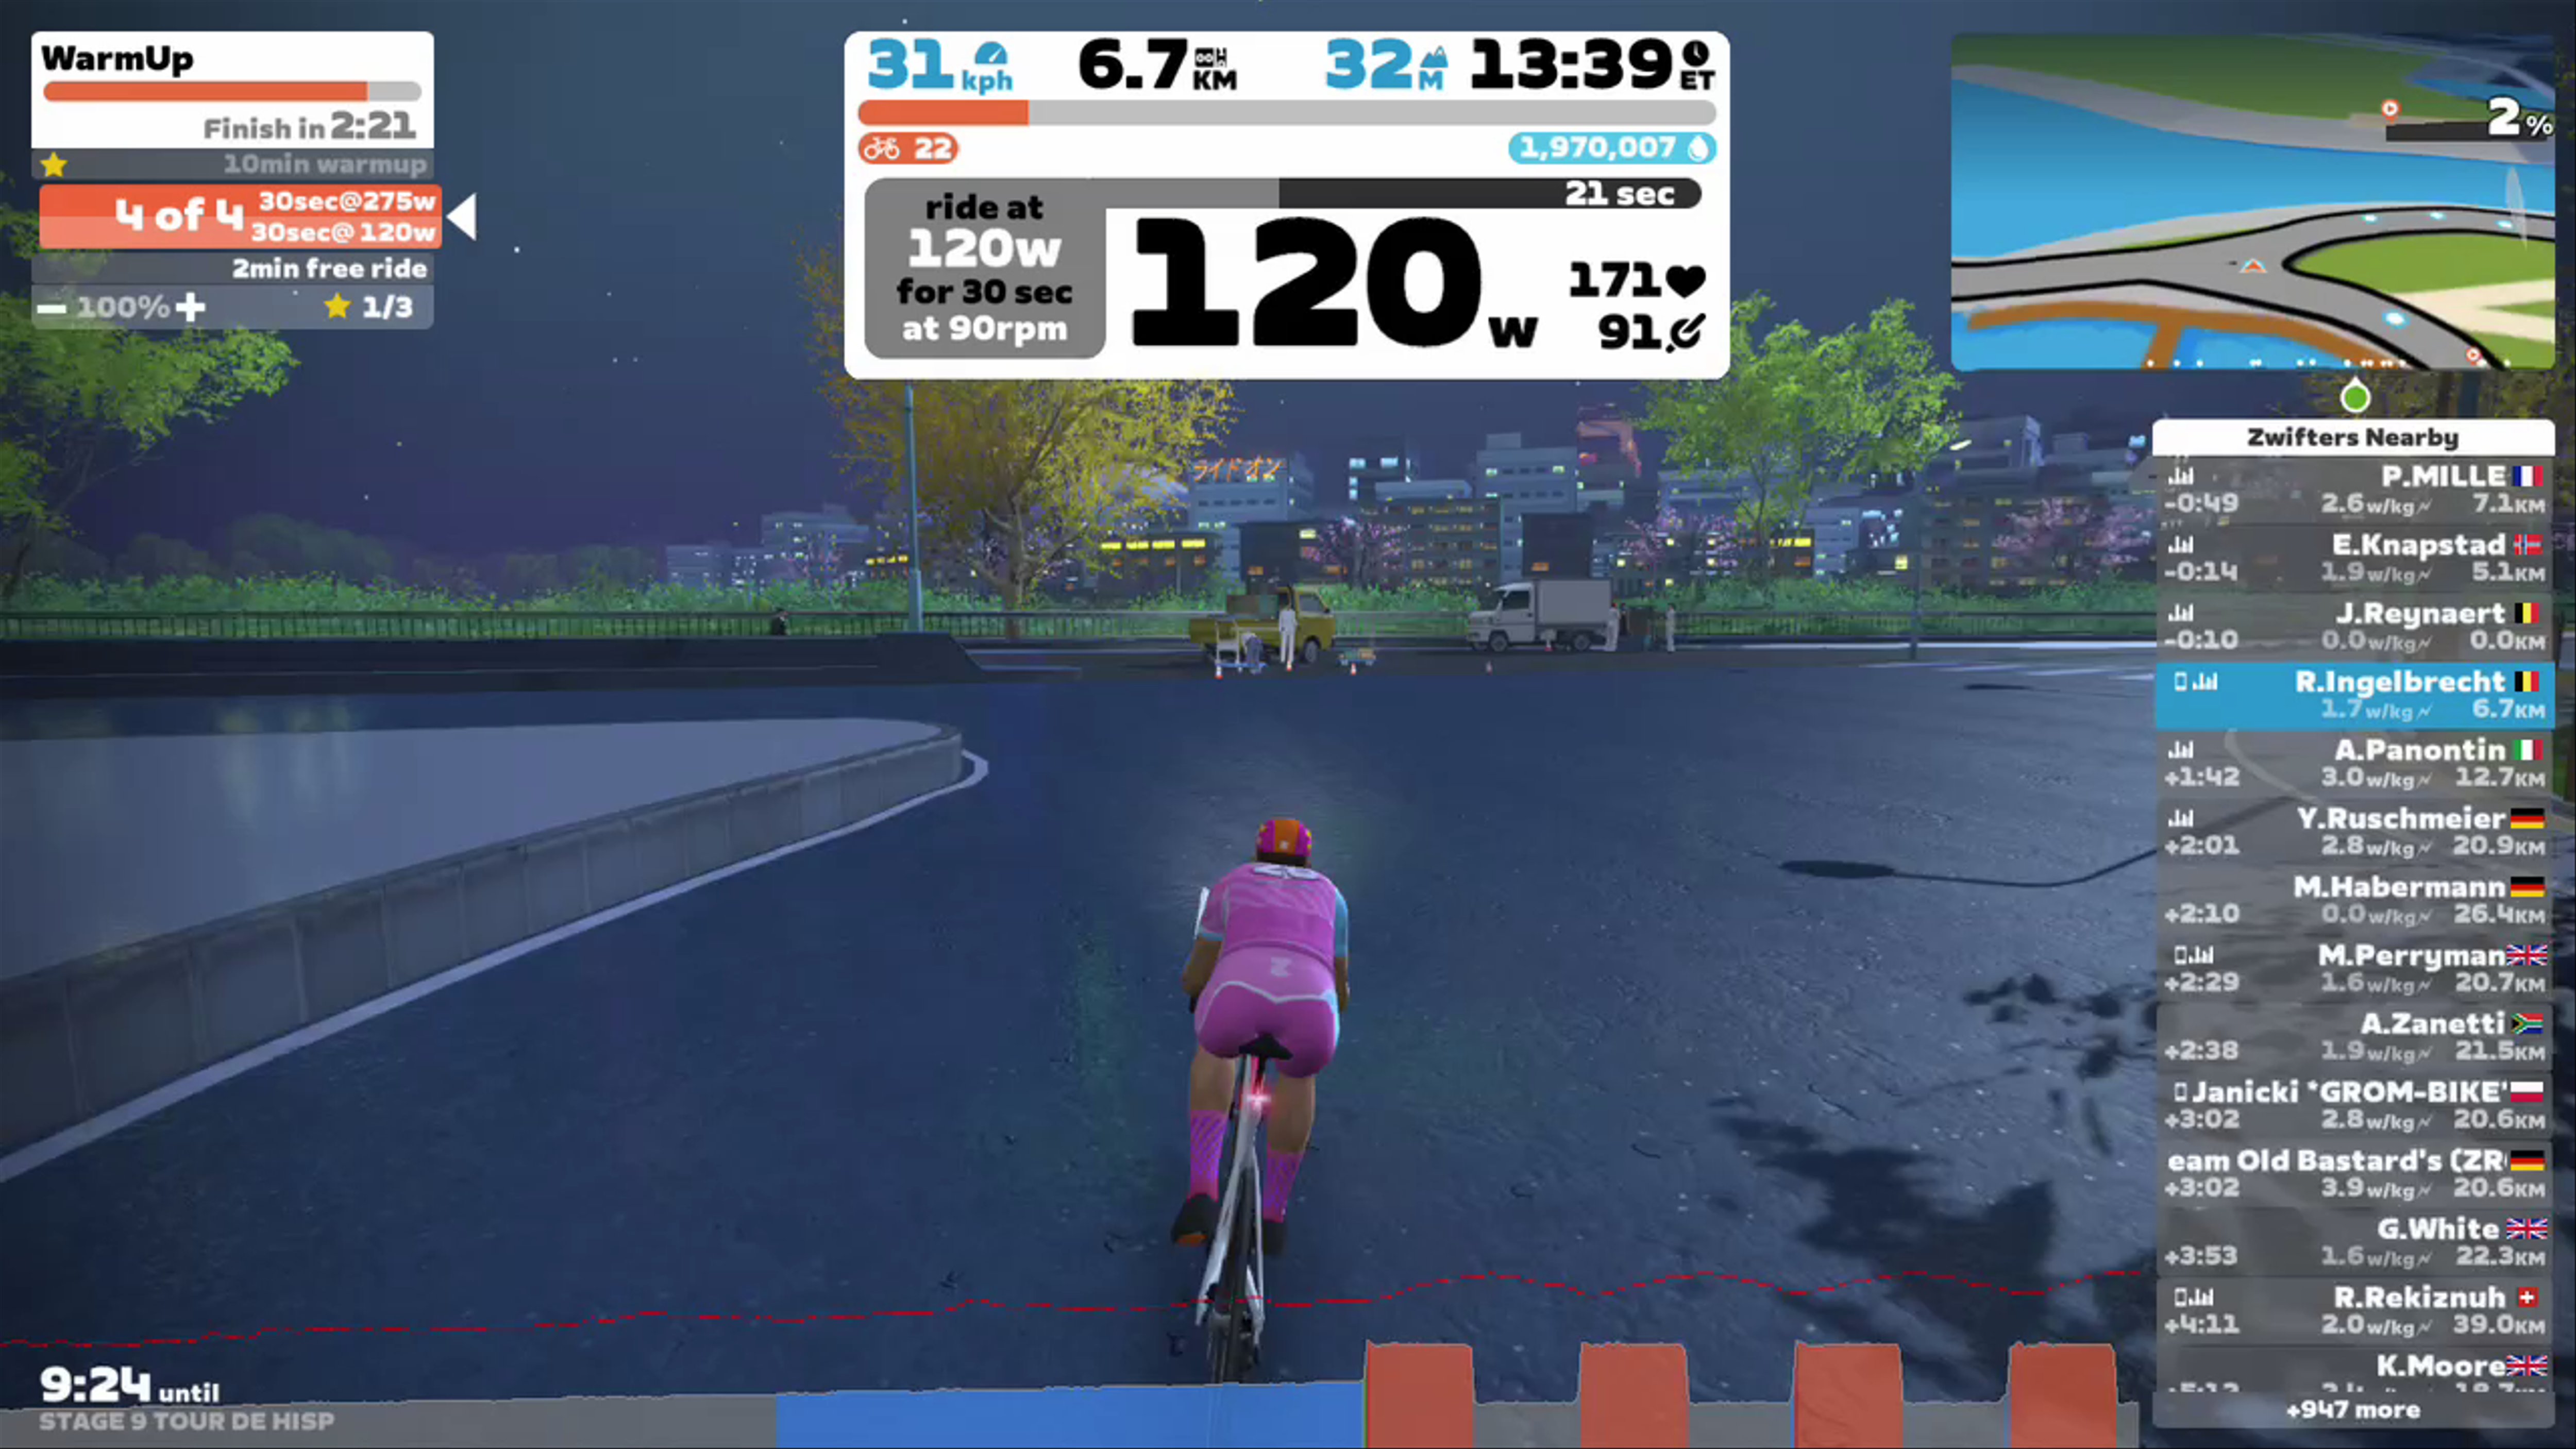 WarmUp
Finish in 2:21
10min warmup
4 of 4
30sec@275w
30sec@120w
2min free ride
100%
1/3
31 kph
6.7 KM
32 M
13:39 ET
22
1,970,007
ride at
120w
for 30 sec
at 90rpm
21 sec
120 w
171
91
2 %
ライドオン
Zwifters Nearby
P.MILLE
-0:49 2.6 w/kg 7.1 KM
E.Knapstad
-0:14 1.9 w/kg 5.1 KM
J.Reynaert
-0:10 0.0 w/kg 0.0 KM
R.Ingelbrecht
1.7 w/kg 6.7 KM
A.Panontin
+1:42 3.0 w/kg 12.7 KM
Y.Ruschmeier
+2:01 2.8 w/kg 20.9 KM
M.Habermann
+2:10 0.0 w/kg 26.4 KM
M.Perryman
+2:29 1.6 w/kg 20.7 KM
A.Zanetti
+2:38 1.9 w/kg 21.5 KM
Janicki *GROM-BIKE*
+3:02 2.8 w/kg 20.6 KM
eam Old Bastard's (ZR
+3:02 3.9 w/kg 20.6 KM
G.White
+3:53 1.6 w/kg 22.3 KM
R.Rekiznuh
+4:11 2.0 w/kg 39.0 KM
K.Moore
+947 more
9:24 until
STAGE 9 TOUR DE HISP